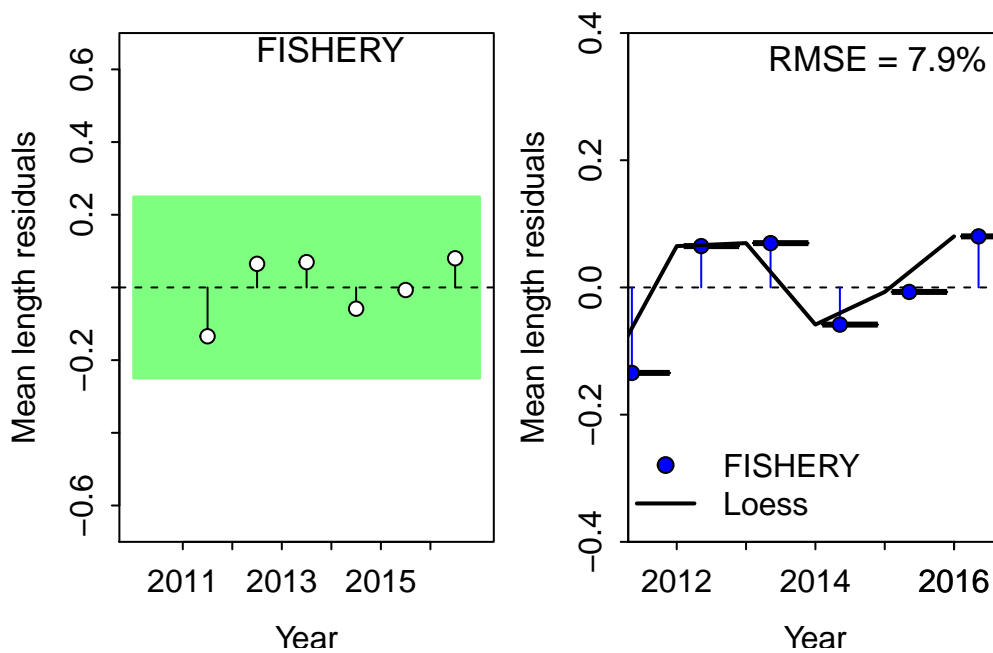 FISHERY
Mean length residuals
0.6
0.4
0.2
−0.2
−0.6
2011 2013 2015
Year
RMSE = 7.9%
Mean length residuals
0.4
0.2
0.0
−0.2
−0.4
FISHERY
Loess
2012 2014 2016
Year